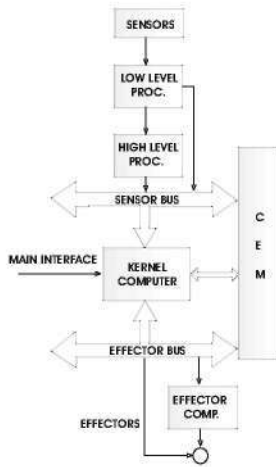 SENSORS
LOW LEVEL
PROC.
HIGH LEVEL
PROC.
SENSOR BUS
C
E
M
MAIN INTERFACE
KERNEL
COMPUTER
EFFECTOR BUS
EFFECTORS
EFFECTOR
COMP.